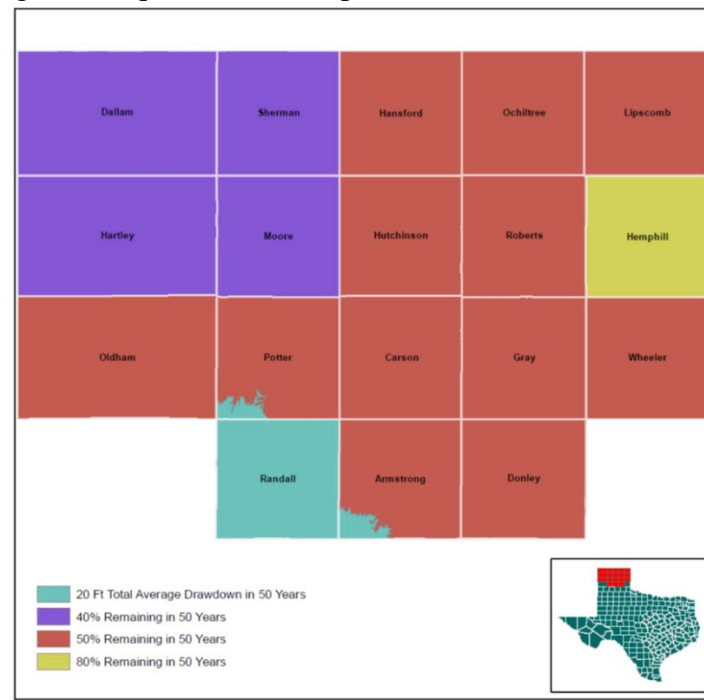 Dallam Sherman Hansford Ochiltree Lipscomb
Hartley Moore Hutchinson Roberts Hemphill
Oldham Potter Carson Gray Wheeler
Randall Armstrong Donley
20 Ft Total Average Drawdown in 50 Years
40% Remaining in 50 Years
50% Remaining in 50 Years
80% Remaining in 50 Years